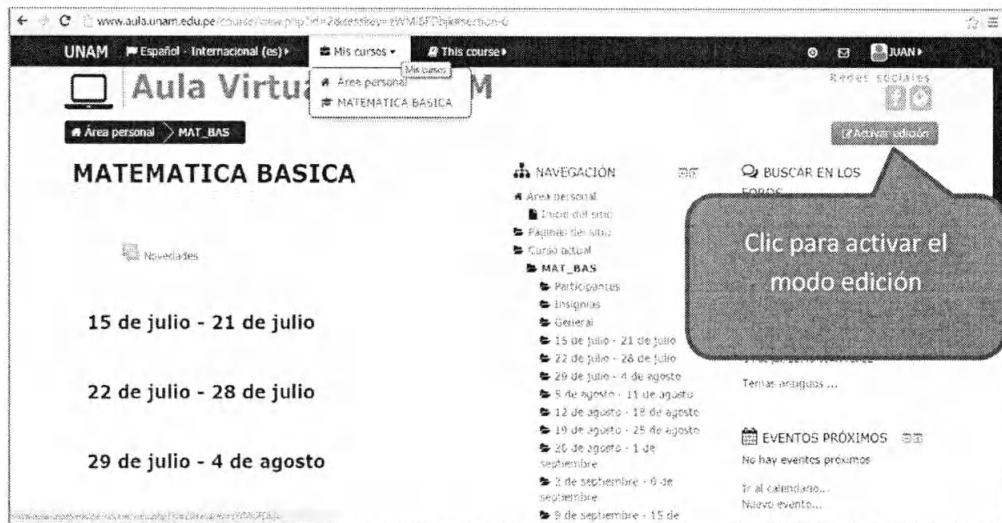 www.aula.unam.edu.pe/course/view.php?id=2&sesskey=
UNAM Español - Internacional (es) Mis cursos This course JUAN
Mis cursos
Área personal
MATEMATICA BASICA
Aula Virtu M
Redes sociales
Área personal MAT_BAS
Activar edición
MATEMATICA BASICA
Novedades
15 de julio - 21 de julio
22 de julio - 28 de julio
29 de julio - 4 de agosto
NAVEGACIÓN
Área personal
Inicio del sitio
Páginas del sitio
Curso actual
MAT_BAS
Participantes
Insignias
General
15 de julio - 21 de julio
22 de julio - 28 de julio
29 de julio - 4 de agosto
5 de agosto - 11 de agosto
12 de agosto - 18 de agosto
19 de agosto - 25 de agosto
26 de agosto - 1 de
septiembre
2 de septiembre - 8 de
septiembre
9 de septiembre - 15 de
BUSCAR EN LOS
FOROS
Clic para activar el
modo edición
Temas antiguos ...
EVENTOS PRÓXIMOS
No hay eventos próximos
Ir al calendario...
Nuevo evento...